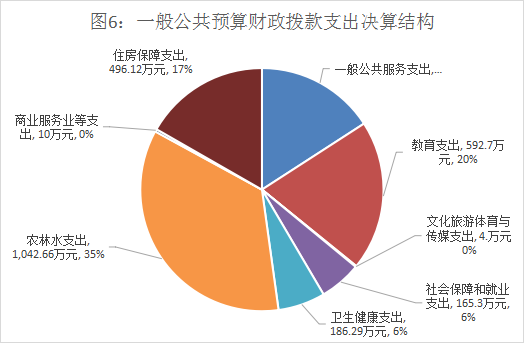 图6：一般公共预算财政拨款支出决算结构
住房保障支出,
496.12万元, 17%
一般公共服务支出,...
商业服务业等支
出, 10万元, 0%
教育支出, 592.7万
元, 20%
文化旅游体育与
传媒支出, 4.万元
0%
农林水支出,
1,042.66万元, 35%
社会保障和就业
支出, 165.3万元,
6%
卫生健康支出,
186.29万元, 6%